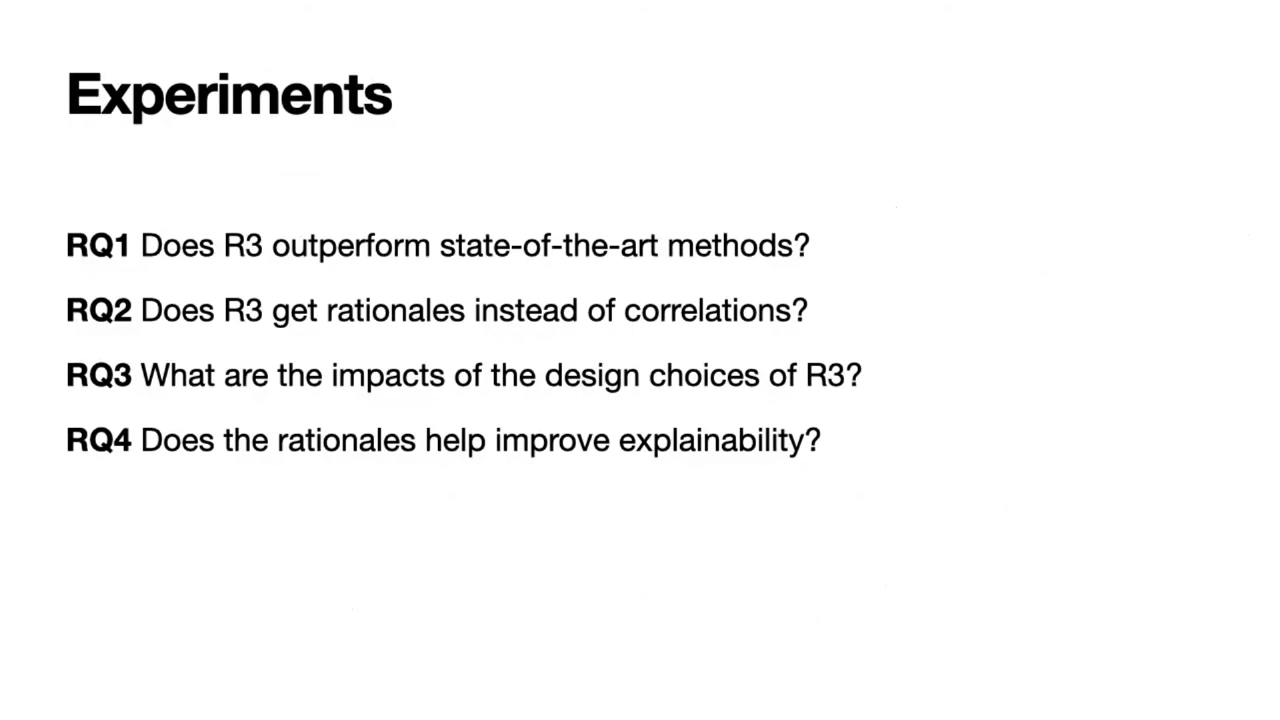 Experiments
RQ1 Does R3 outperform state-of-the-art methods?
RQ2 Does R3 get rationales instead of correlations?
RQ3 What are the impacts of the design choices of R3?
RQ4 Does the rationales help improve explainability?